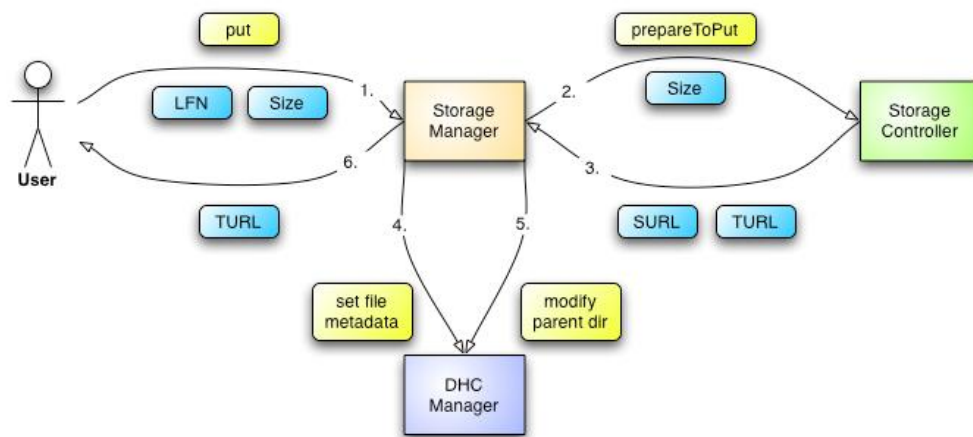 put
prepareToPut
LFN
Size
1.
2.
Size
Storage
Manager
Storage
Controller
User
6.
3.
TURL
4.
5.
SURL
TURL
set file
metadata
modify
parent dir
DHC
Manager